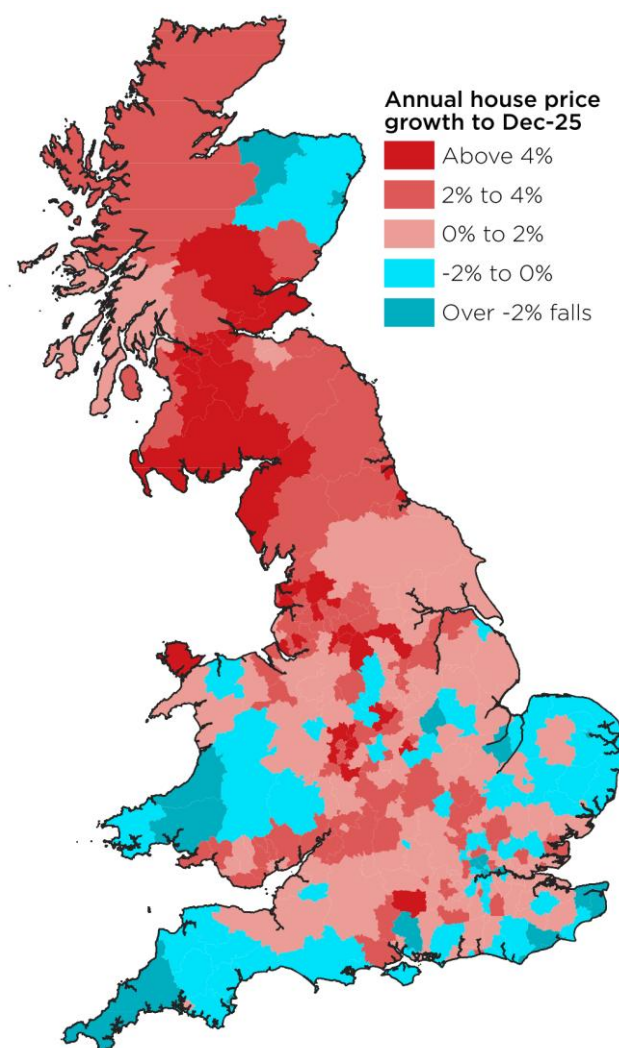 Annual house price
growth to Dec-25
Above 4%
2% to 4%
0% to 2%
-2% to 0%
Over -2% falls